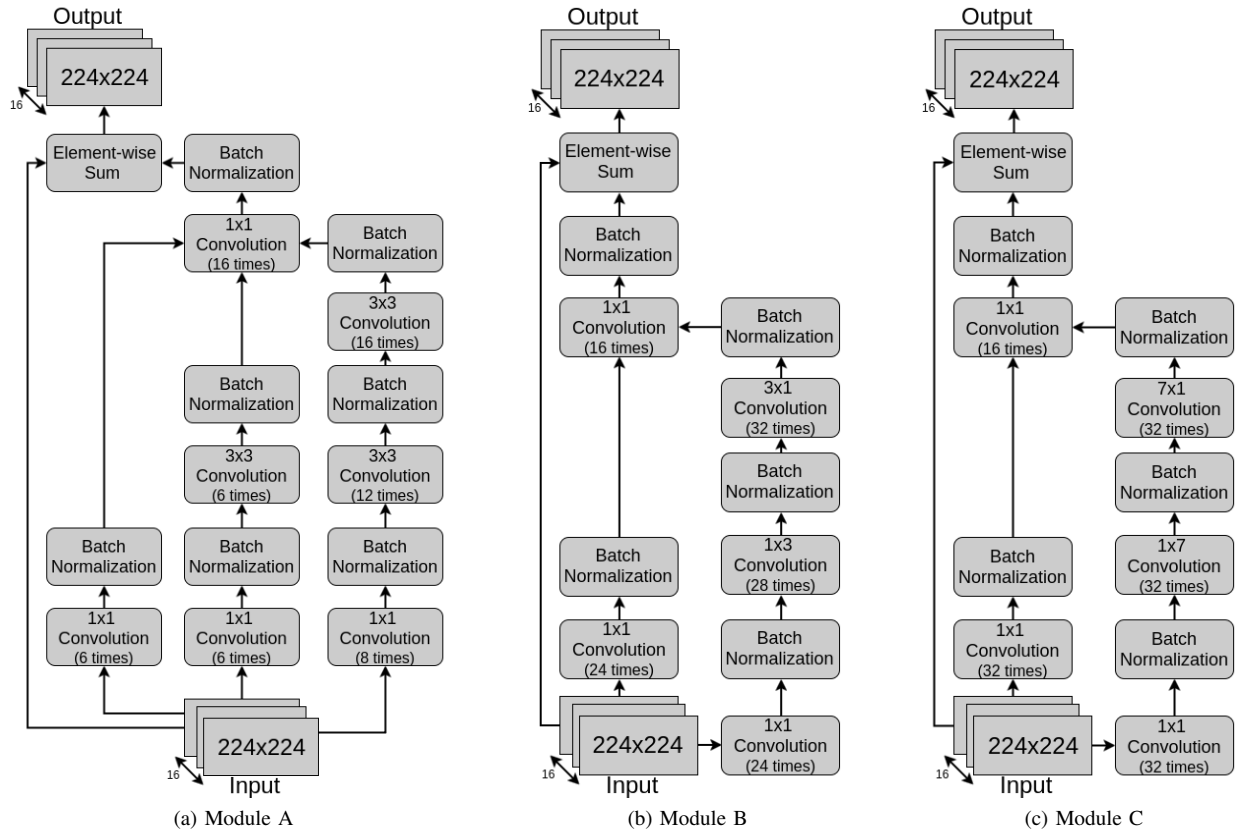 Output
224x224
16
Element-wise
Sum
Batch
Normalization
1x1
Convolution
(16 times)
Batch
Normalization
3x3
Convolution
(16 times)
Batch
Normalization
Batch
Normalization
3x3
Convolution
(6 times)
3x3
Convolution
(12 times)
Batch
Normalization
Batch
Normalization
Batch
Normalization
1x1
Convolution
(6 times)
1x1
Convolution
(6 times)
1x1
Convolution
(8 times)
224x224
16
Input
(a) Module A
Output
224x224
16
Element-wise
Sum
Batch
Normalization
1x1
Convolution
(16 times)
Batch
Normalization
3x1
Convolution
(32 times)
Batch
Normalization
Batch
Normalization
1x3
Convolution
(28 times)
1x1
Convolution
(24 times)
Batch
Normalization
224x224
16
Input
1x1
Convolution
(24 times)
(b) Module B
Output
224x224
16
Element-wise
Sum
Batch
Normalization
1x1
Convolution
(16 times)
Batch
Normalization
7x1
Convolution
(32 times)
Batch
Normalization
Batch
Normalization
1x7
Convolution
(32 times)
1x1
Convolution
(32 times)
Batch
Normalization
224x224
16
Input
1x1
Convolution
(32 times)
(c) Module C